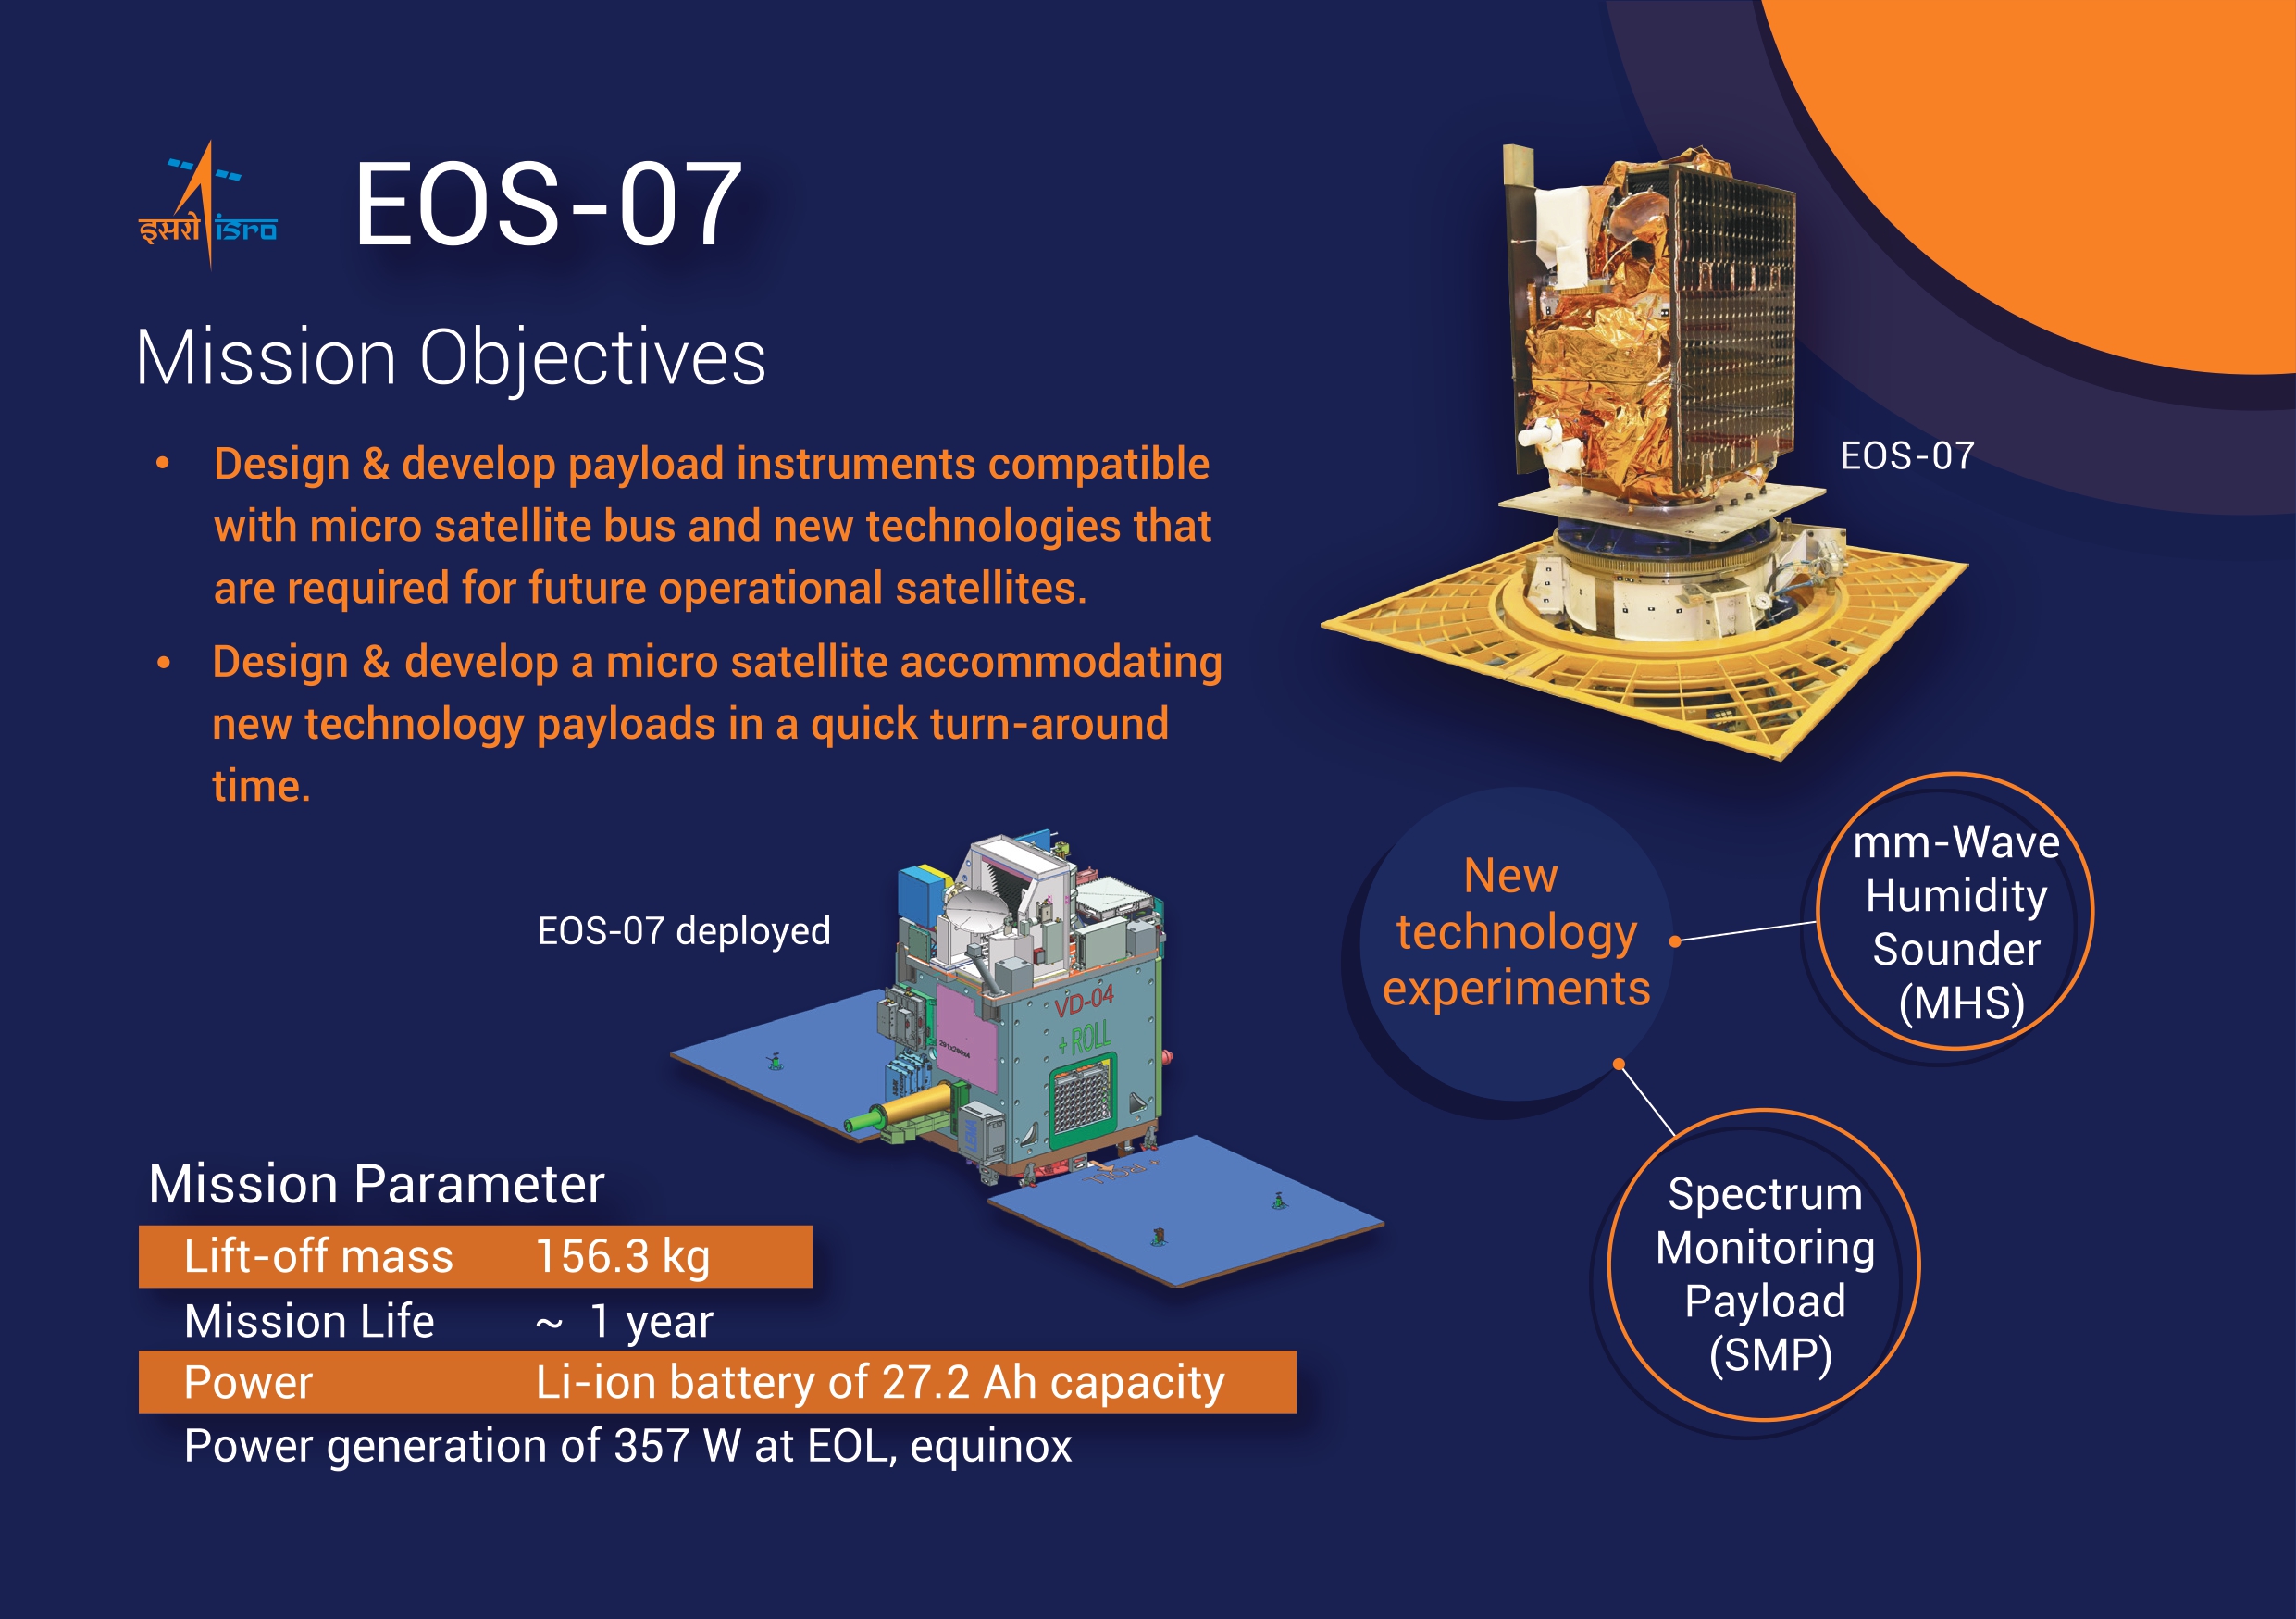 इसरो isro
EOS-07
Mission Objectives
• Design & develop payload instruments compatible
with micro satellite bus and new technologies that
are required for future operational satellites.
• Design & develop a micro satellite accommodating
new technology payloads in a quick turn-around
time.
EOS-07
EOS-07 deployed
VD-04
+ ROLL
291x280x4
LEMA
New
technology
experiments
mm-Wave
Humidity
Sounder
(MHS)
Spectrum
Monitoring
Payload
(SMP)
Mission Parameter
Lift-off mass 156.3 kg
Mission Life ~ 1 year
Power Li-ion battery of 27.2 Ah capacity
Power generation of 357 W at EOL, equinox